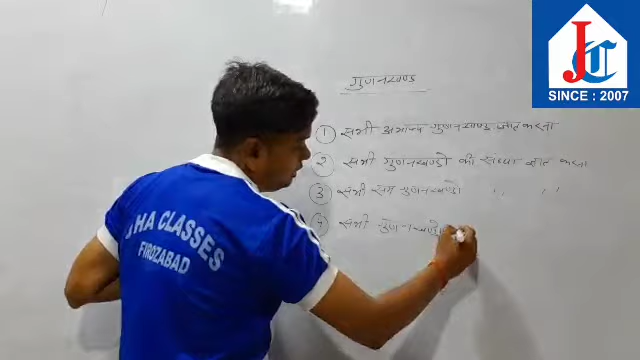 JC
SINCE : 2007
गुणनखण्ड
① सभी अभाज्य गुणनखण्ड ज्ञात करना
② सभी गुणनखण्डों की संख्या ज्ञात करना
③ सभी सम गुणनखण्डों ,, ,,
④ सभी गुणनखण्डों
JHA CLASSES
FIROZABAD